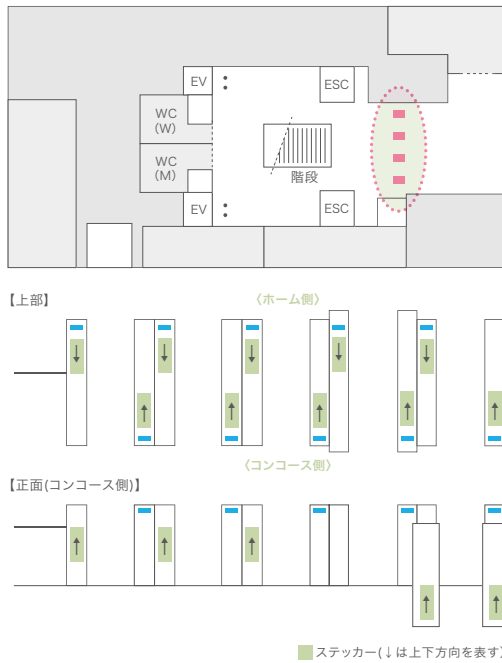 EV
ESC
WC
(W)
WC
(M)
階段
EV
ESC
【上部】
〈ホーム側〉
〈コンコース側〉
【正面(コンコース側)】
ステッカー(↓は上下方向を表す)